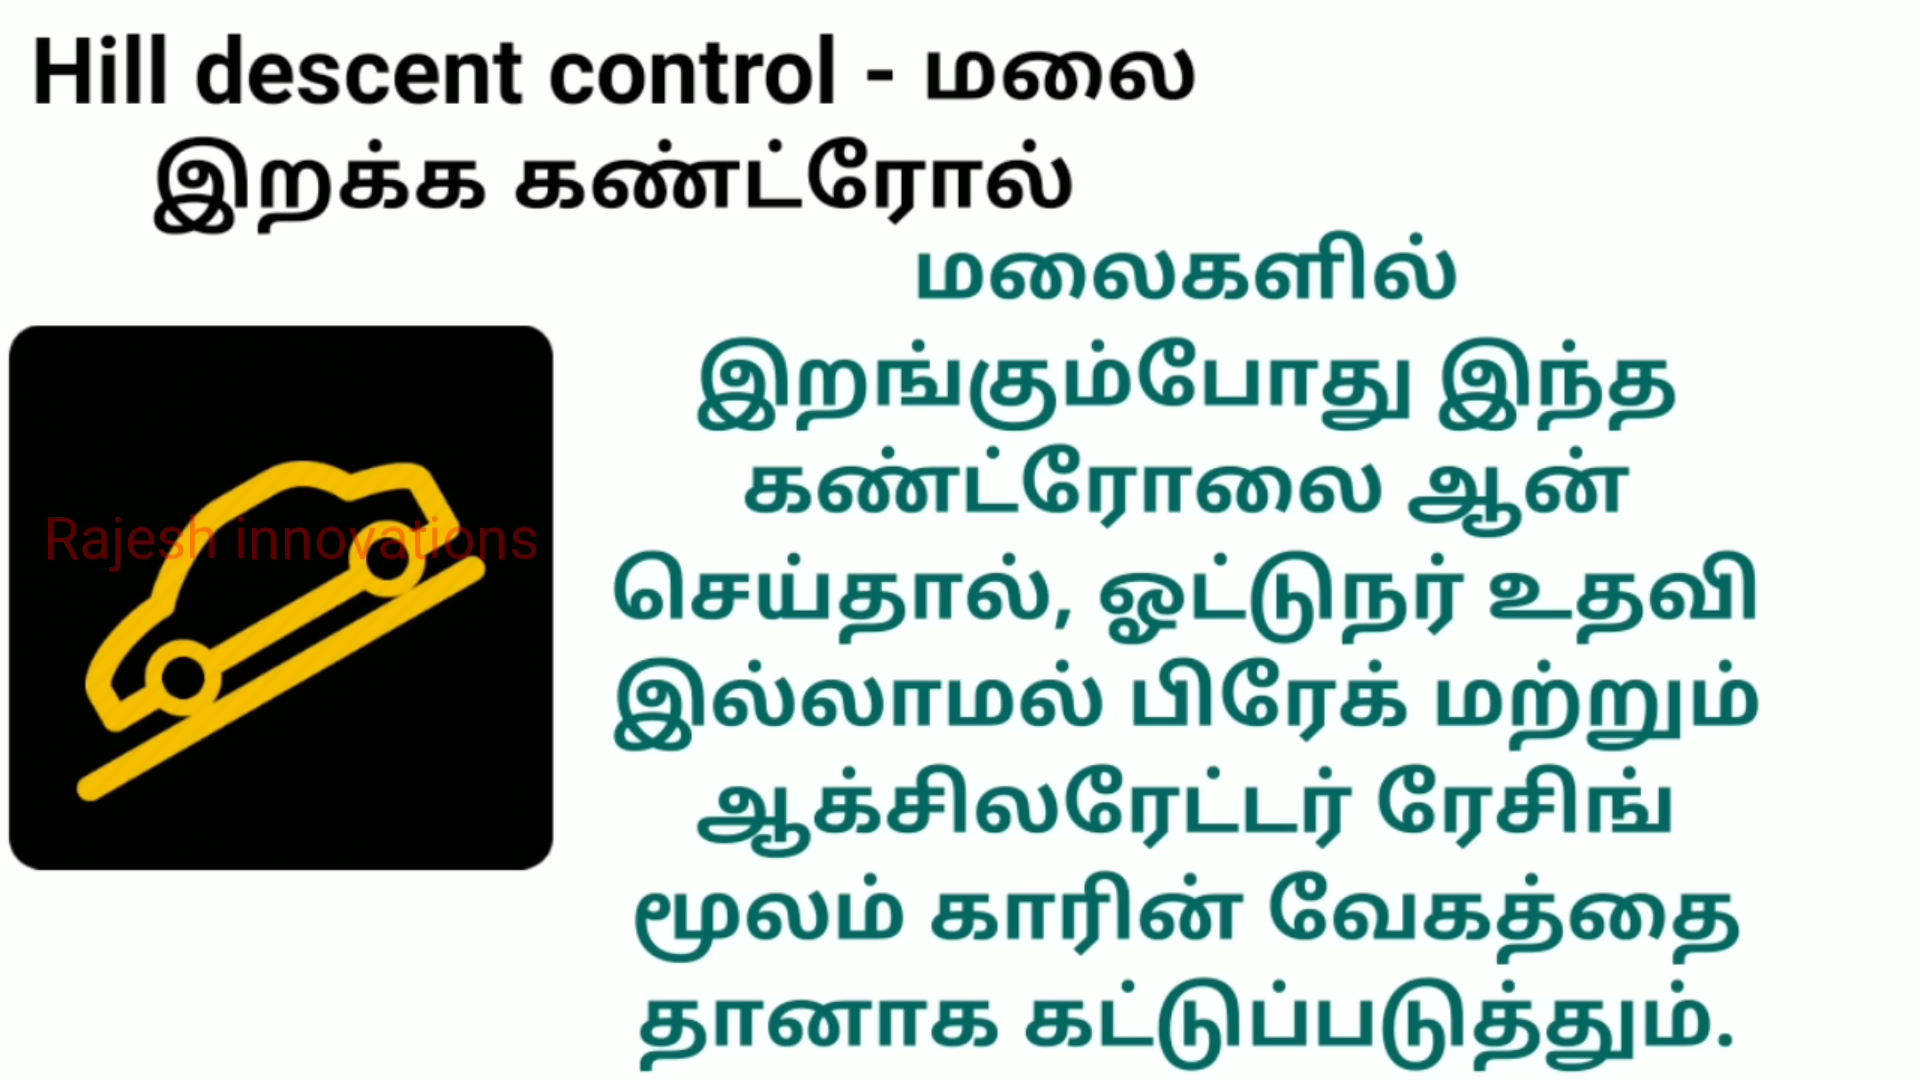 Hill descent control - மலை
இறக்க கண்ட்ரோல்
மலைகளில்
இறங்கும்போது இந்த
கண்ட்ரோலை ஆன்
செய்தால், ஓட்டுநர் உதவி
இல்லாமல் பிரேக் மற்றும்
ஆக்சிலரேட்டர் ரேசிங்
மூலம் காரின் வேகத்தை
தானாக கட்டுப்படுத்தும்.
Rajesh innovations